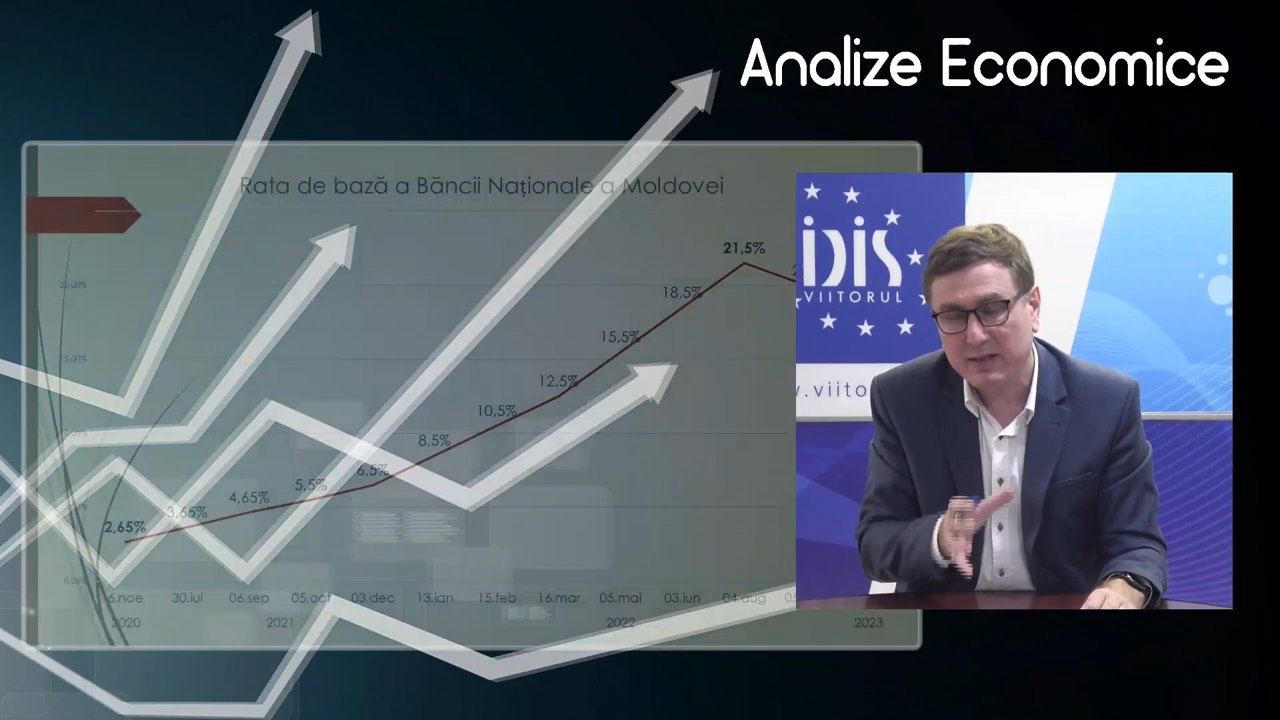 Analize Economice
Rata de bază a Băncii Naționale a Moldovei
iDiS
VIITORUL
21,5%
18,5%
15,5%
12,5%
10,5%
8,5%
6,5%
5,5%
4,65%
3,65%
2,65%
0,00%
6.noe 30.iul 06.sep 05.oct 03.dec 13.ian 15.feb 16.mar 05.mai 03.iun 04.aug
2020 2021 2022 2023